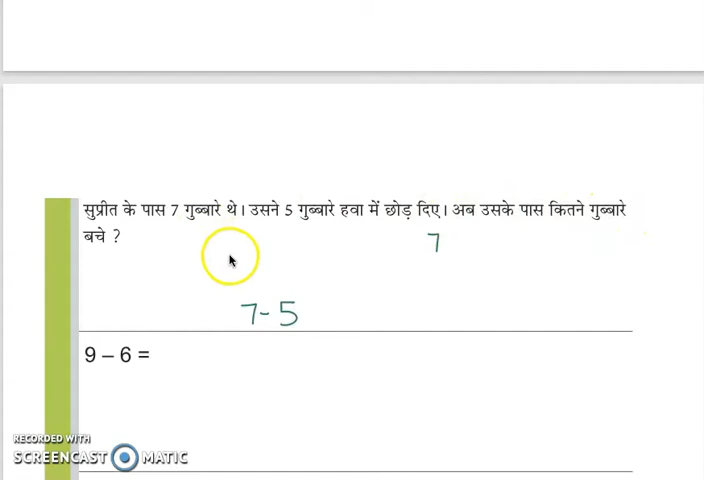 सुप्रीत के पास 7 गुब्बारे थे। उसने 5 गुब्बारे हवा में छोड़ दिए। अब उसके पास कितने गुब्बारे
बचे ?
7
7-5
9 – 6 =
RECORDED WITH
SCREENCAST MATIC